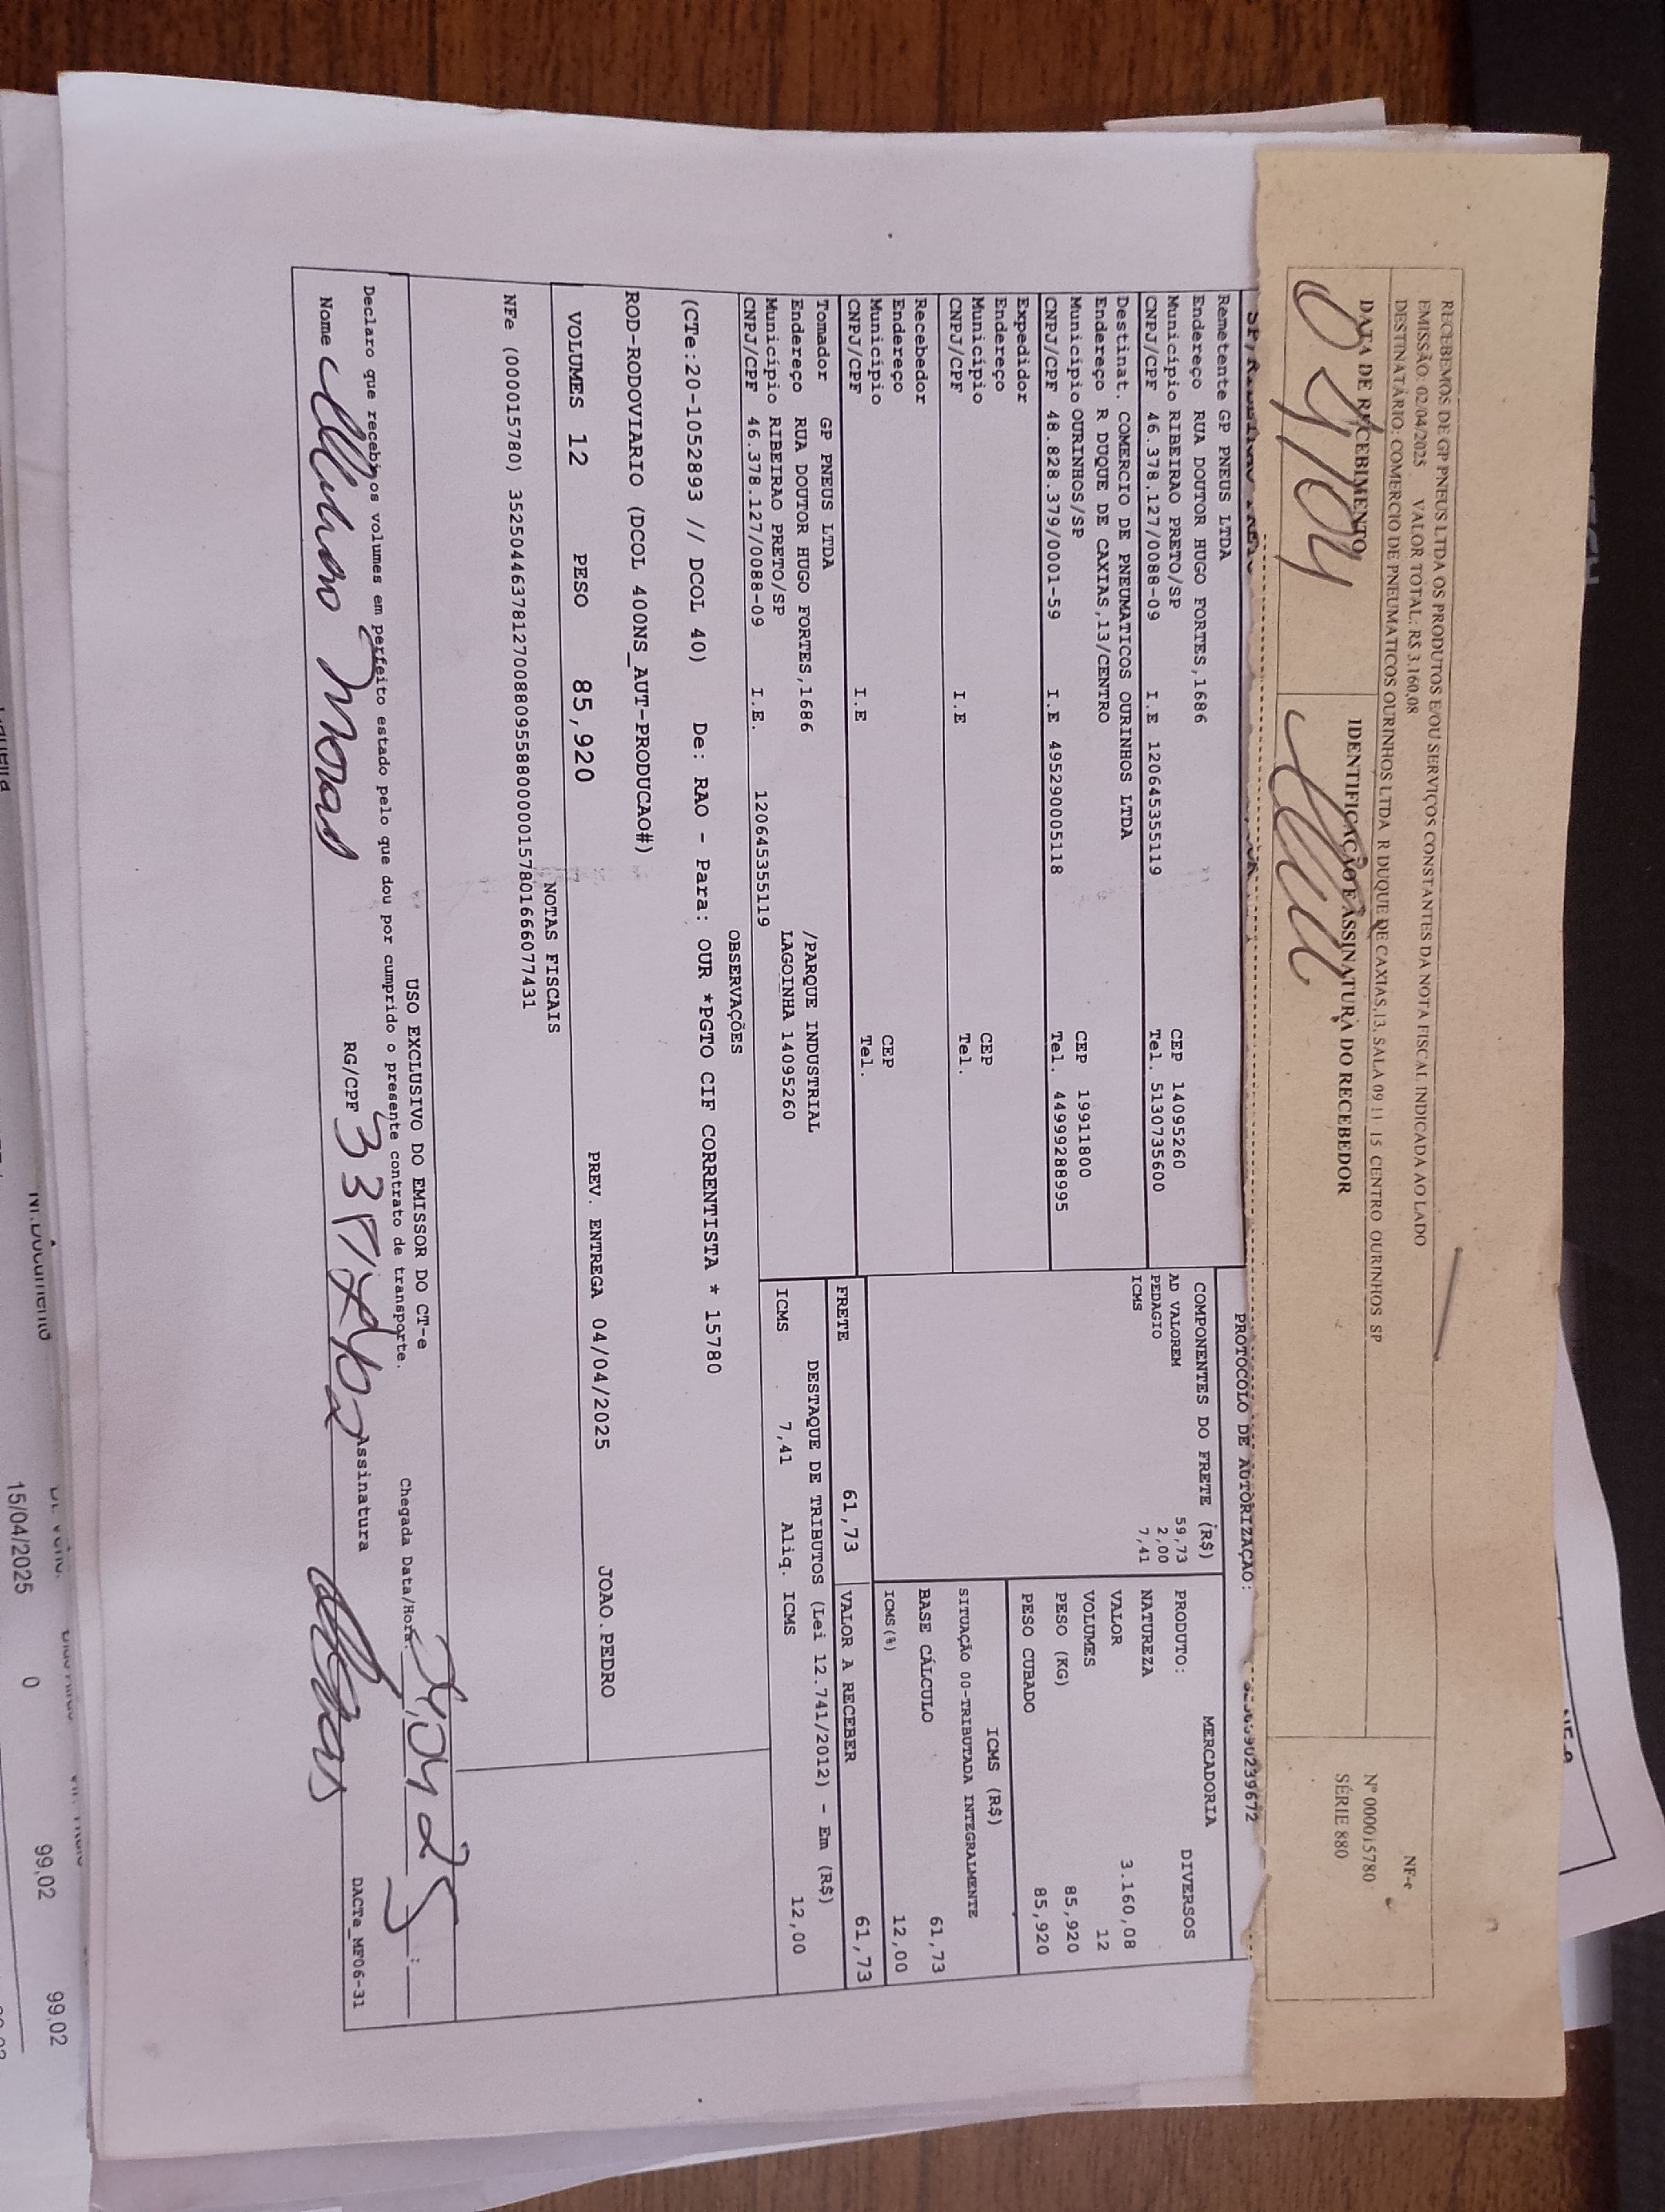 RECEBEMOS DE GP PNEUS LTDA OS PRODUTOS E/OU SERVIÇOS CONSTANTES DA NOTA FISCAL INDICADA AO LADO
EMISSÃO: 02/04/2025 VALOR TOTAL: R$ 3.160,08
DESTINATÁRIO: COMERCIO DE PNEUMATICOS OURINHOS LTDA R DUQUE DE CAXIAS,13, SALA 09 11 15 CENTRO OURINHOS SP
DATA DE RECEBIMENTO
IDENTIFICAÇÃO E ASSINATURA DO RECEBEDOR
04/04
NF-e
Nº 000015780
SÉRIE 880
PROTOCOLO DE AUTORIZAÇAO:
Remetente GP PNEUS LTDA
Endereço RUA DOUTOR HUGO FORTES,1686
Município RIBEIRAO PRETO/SP CEP 14095260
CNPJ/CPF 46.378.127/0088-09 I.E 120645355119 Tel. 5130735600
Destinat. COMERCIO DE PNEUMATICOS OURINHOS LTDA
Endereço R DUQUE DE CAXIAS,13/CENTRO
Município OURINHOS/SP CEP 19911800
CNPJ/CPF 48.828.379/0001-59 I.E 495290005118 Tel. 44999288995
Expedidor
Endereço
Município CEP
CNPJ/CPF I.E Tel.
Recebedor
Endereço
Município CEP
CNPJ/CPF I.E Tel.
Tomador GP PNEUS LTDA
Endereço RUA DOUTOR HUGO FORTES,1686 /PARQUE INDUSTRIAL
Município RIBEIRAO PRETO/SP LAGOINHA 14095260
CNPJ/CPF 46.378.127/0088-09 I.E. 120645355119
COMPONENTES DO FRETE (R$)
AD VALOREM 59,73
PEDAGIO 2,00
ICMS 7,41
MERCADORIA
PRODUTO: DIVERSOS
NATUREZA
VALOR 3.160,08
VOLUMES 12
PESO (KG) 85,920
PESO CUBADO 85,920
ICMS (R$)
SITUAÇÃO 00-TRIBUTADA INTEGRALMENTE
BASE CÁLCULO 61,73
ICMS(%) 12,00
FRETE 61,73 VALOR A RECEBER 61,73
DESTAQUE DE TRIBUTOS (Lei 12.741/2012) - Em (R$)
ICMS 7,41 Aliq. ICMS 12,00
OBSERVAÇÕES
(CTe:20-1052893 // DCOL 40) De: RAO - Para: OUR *PGTO CIF CORRENTISTA * 15780
ROD-RODOVIARIO (DCOL 400NS_AUT-PRODUCAO#)
VOLUMES 12 PESO 85,920 PREV. ENTREGA 04/04/2025 JOAO.PEDRO
NOTAS FISCAIS
NFe (000015780) 35250446378127008809558800000157801666077431
USO EXCLUSIVO DO EMISSOR DO CT-e
Declaro que recebi os volumes em perfeito estado pelo que dou por cumprido o presente contrato de transporte.
Chegada Data/Hora
Nome
RG/CPF
Assinatura
DACTe_MF06-31
15/04/2025 0 99,02 99,02